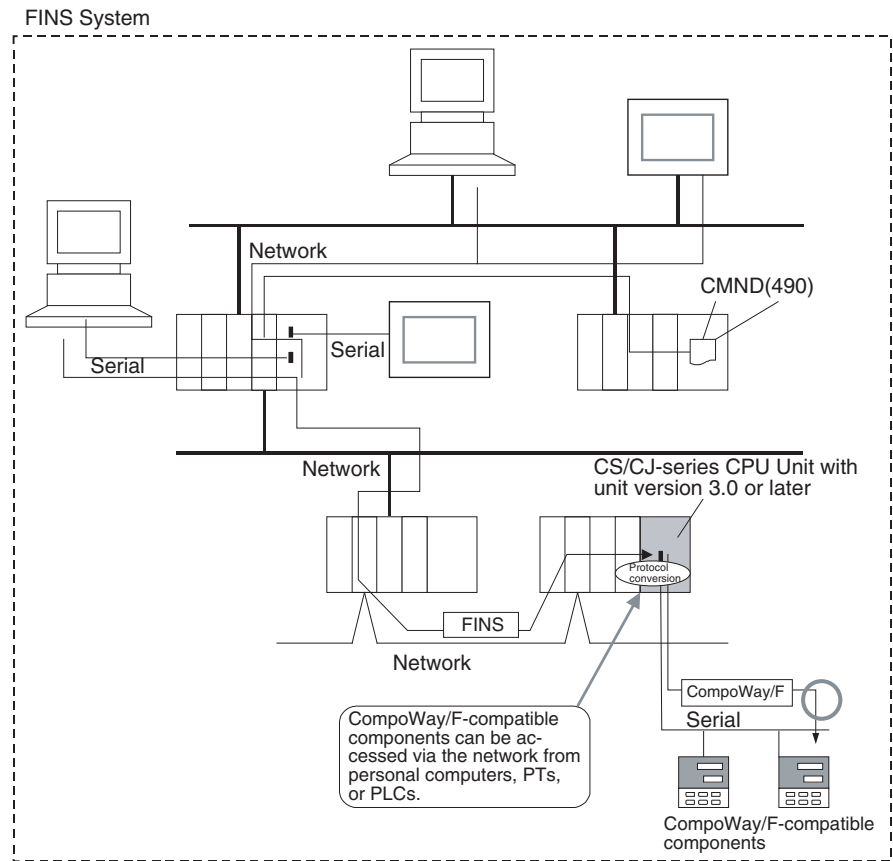 FINS System
Network
CMND(490)
Serial
Serial
Network
CS/CJ-series CPU Unit with
unit version 3.0 or later
Protocol
conversion
FINS
Network
CompoWay/F
Serial
CompoWay/F-compatible
components can be ac-
cessed via the network from
personal computers, PTs,
or PLCs.
CompoWay/F-compatible
components